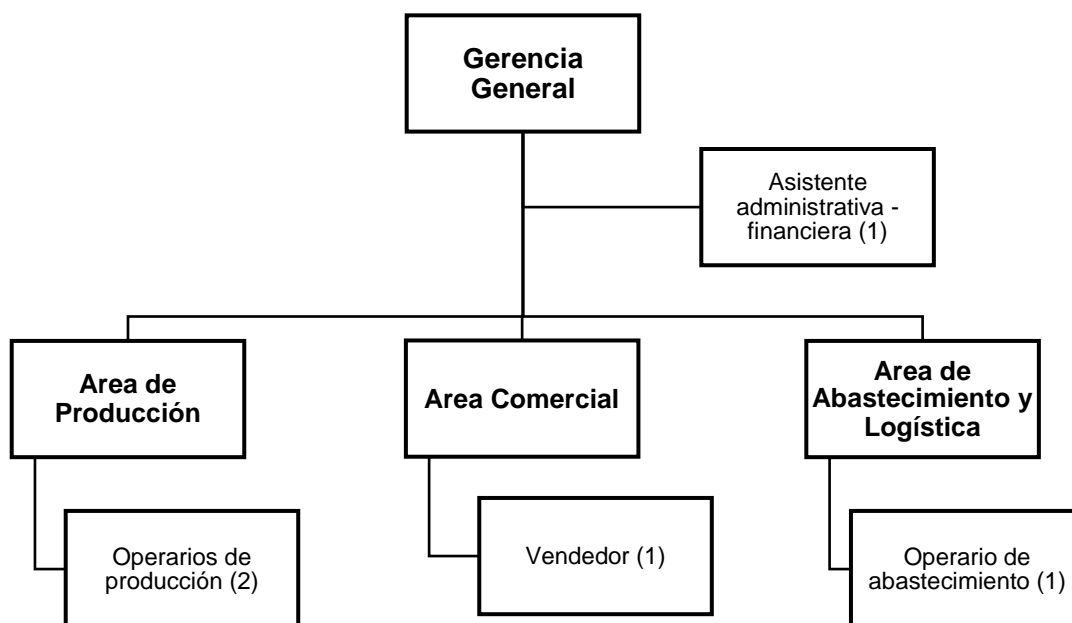 Gerencia
General
Asistente
administrativa -
financiera (1)
Area de
Producción
Area Comercial
Area de
Abastecimiento y
Logística
Operarios de
producción (2)
Vendedor (1)
Operario de
abastecimiento (1)